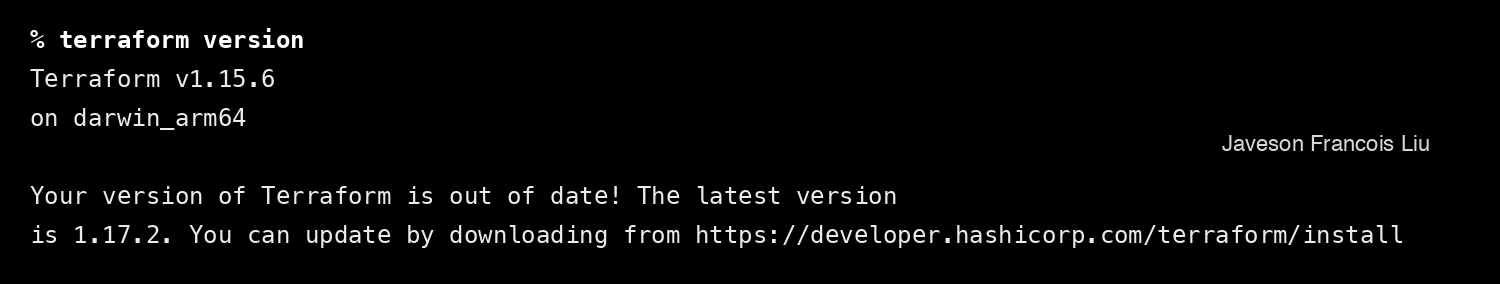 % terraform version
Terraform v1.15.6
on darwin_arm64
Javeson Francois Liu
Your version of Terraform is out of date! The latest version
is 1.17.2. You can update by downloading from https://developer.hashicorp.com/terraform/install